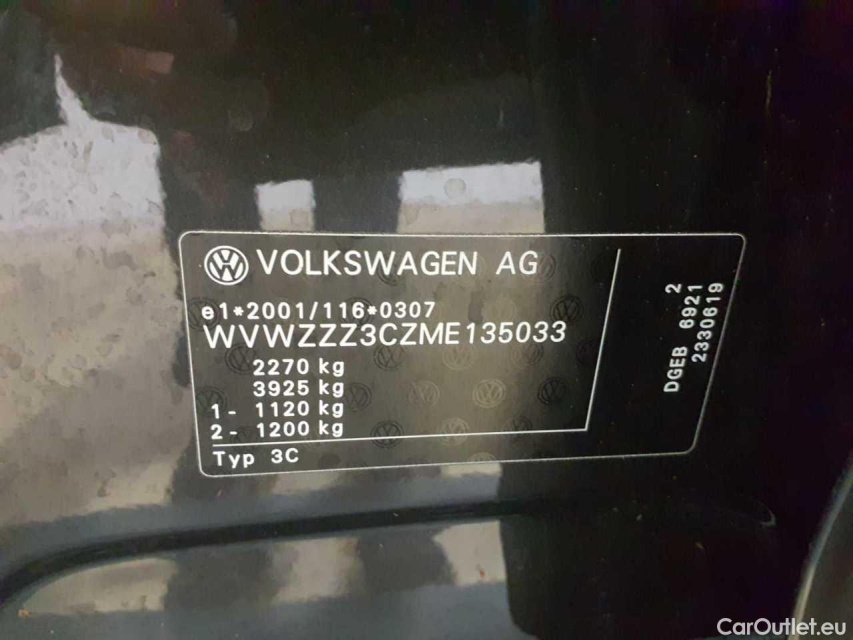 VOLKSWAGEN AG
e1*2001/116*0307
WVWZZZ3CZME135033
2270 kg
3925 kg
1- 1120 kg
2- 1200 kg
Typ 3C
2
DGEB 6921
2330619
CarOutlet.eu